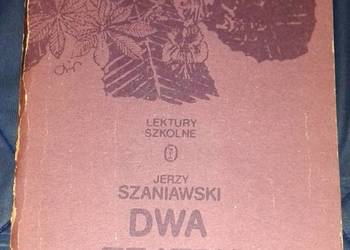 LEKTURY
SZKOLNE
JERZY
SZANIAWSKI
DWA